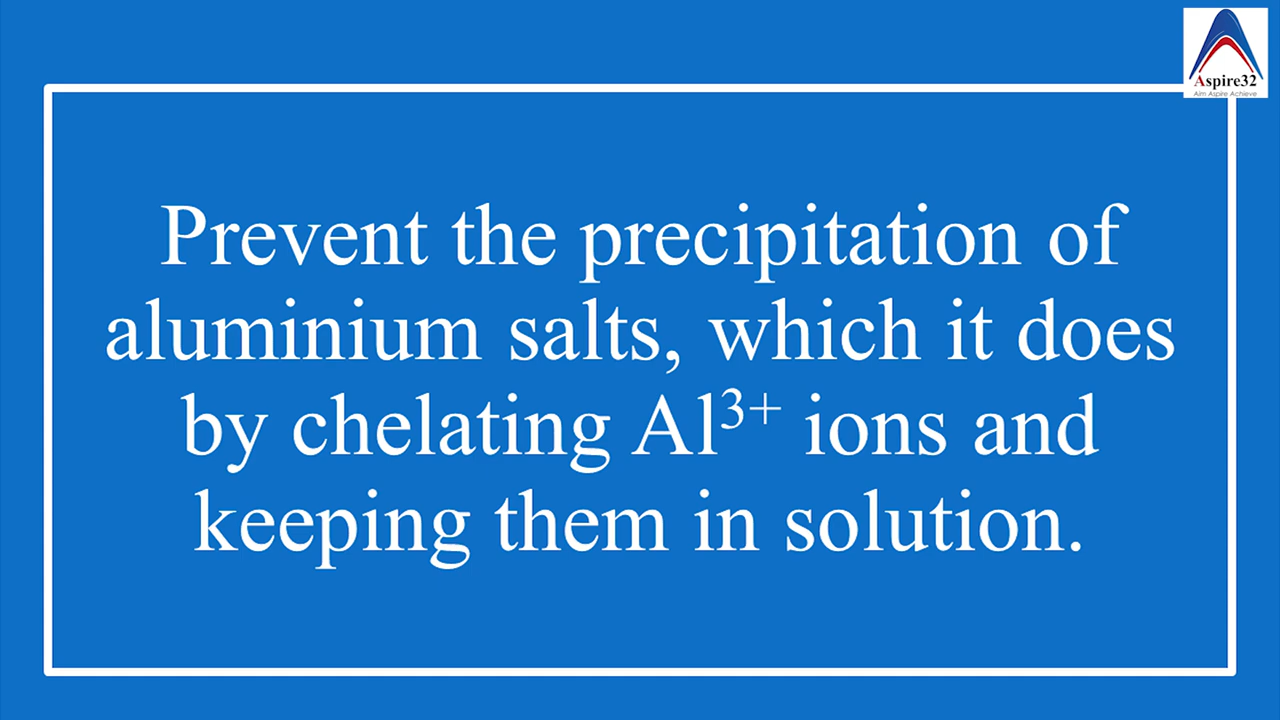 Aspire32
Aim Aspire Achieve
Prevent the precipitation of
aluminium salts, which it does
by chelating Al³⁺ ions and
keeping them in solution.